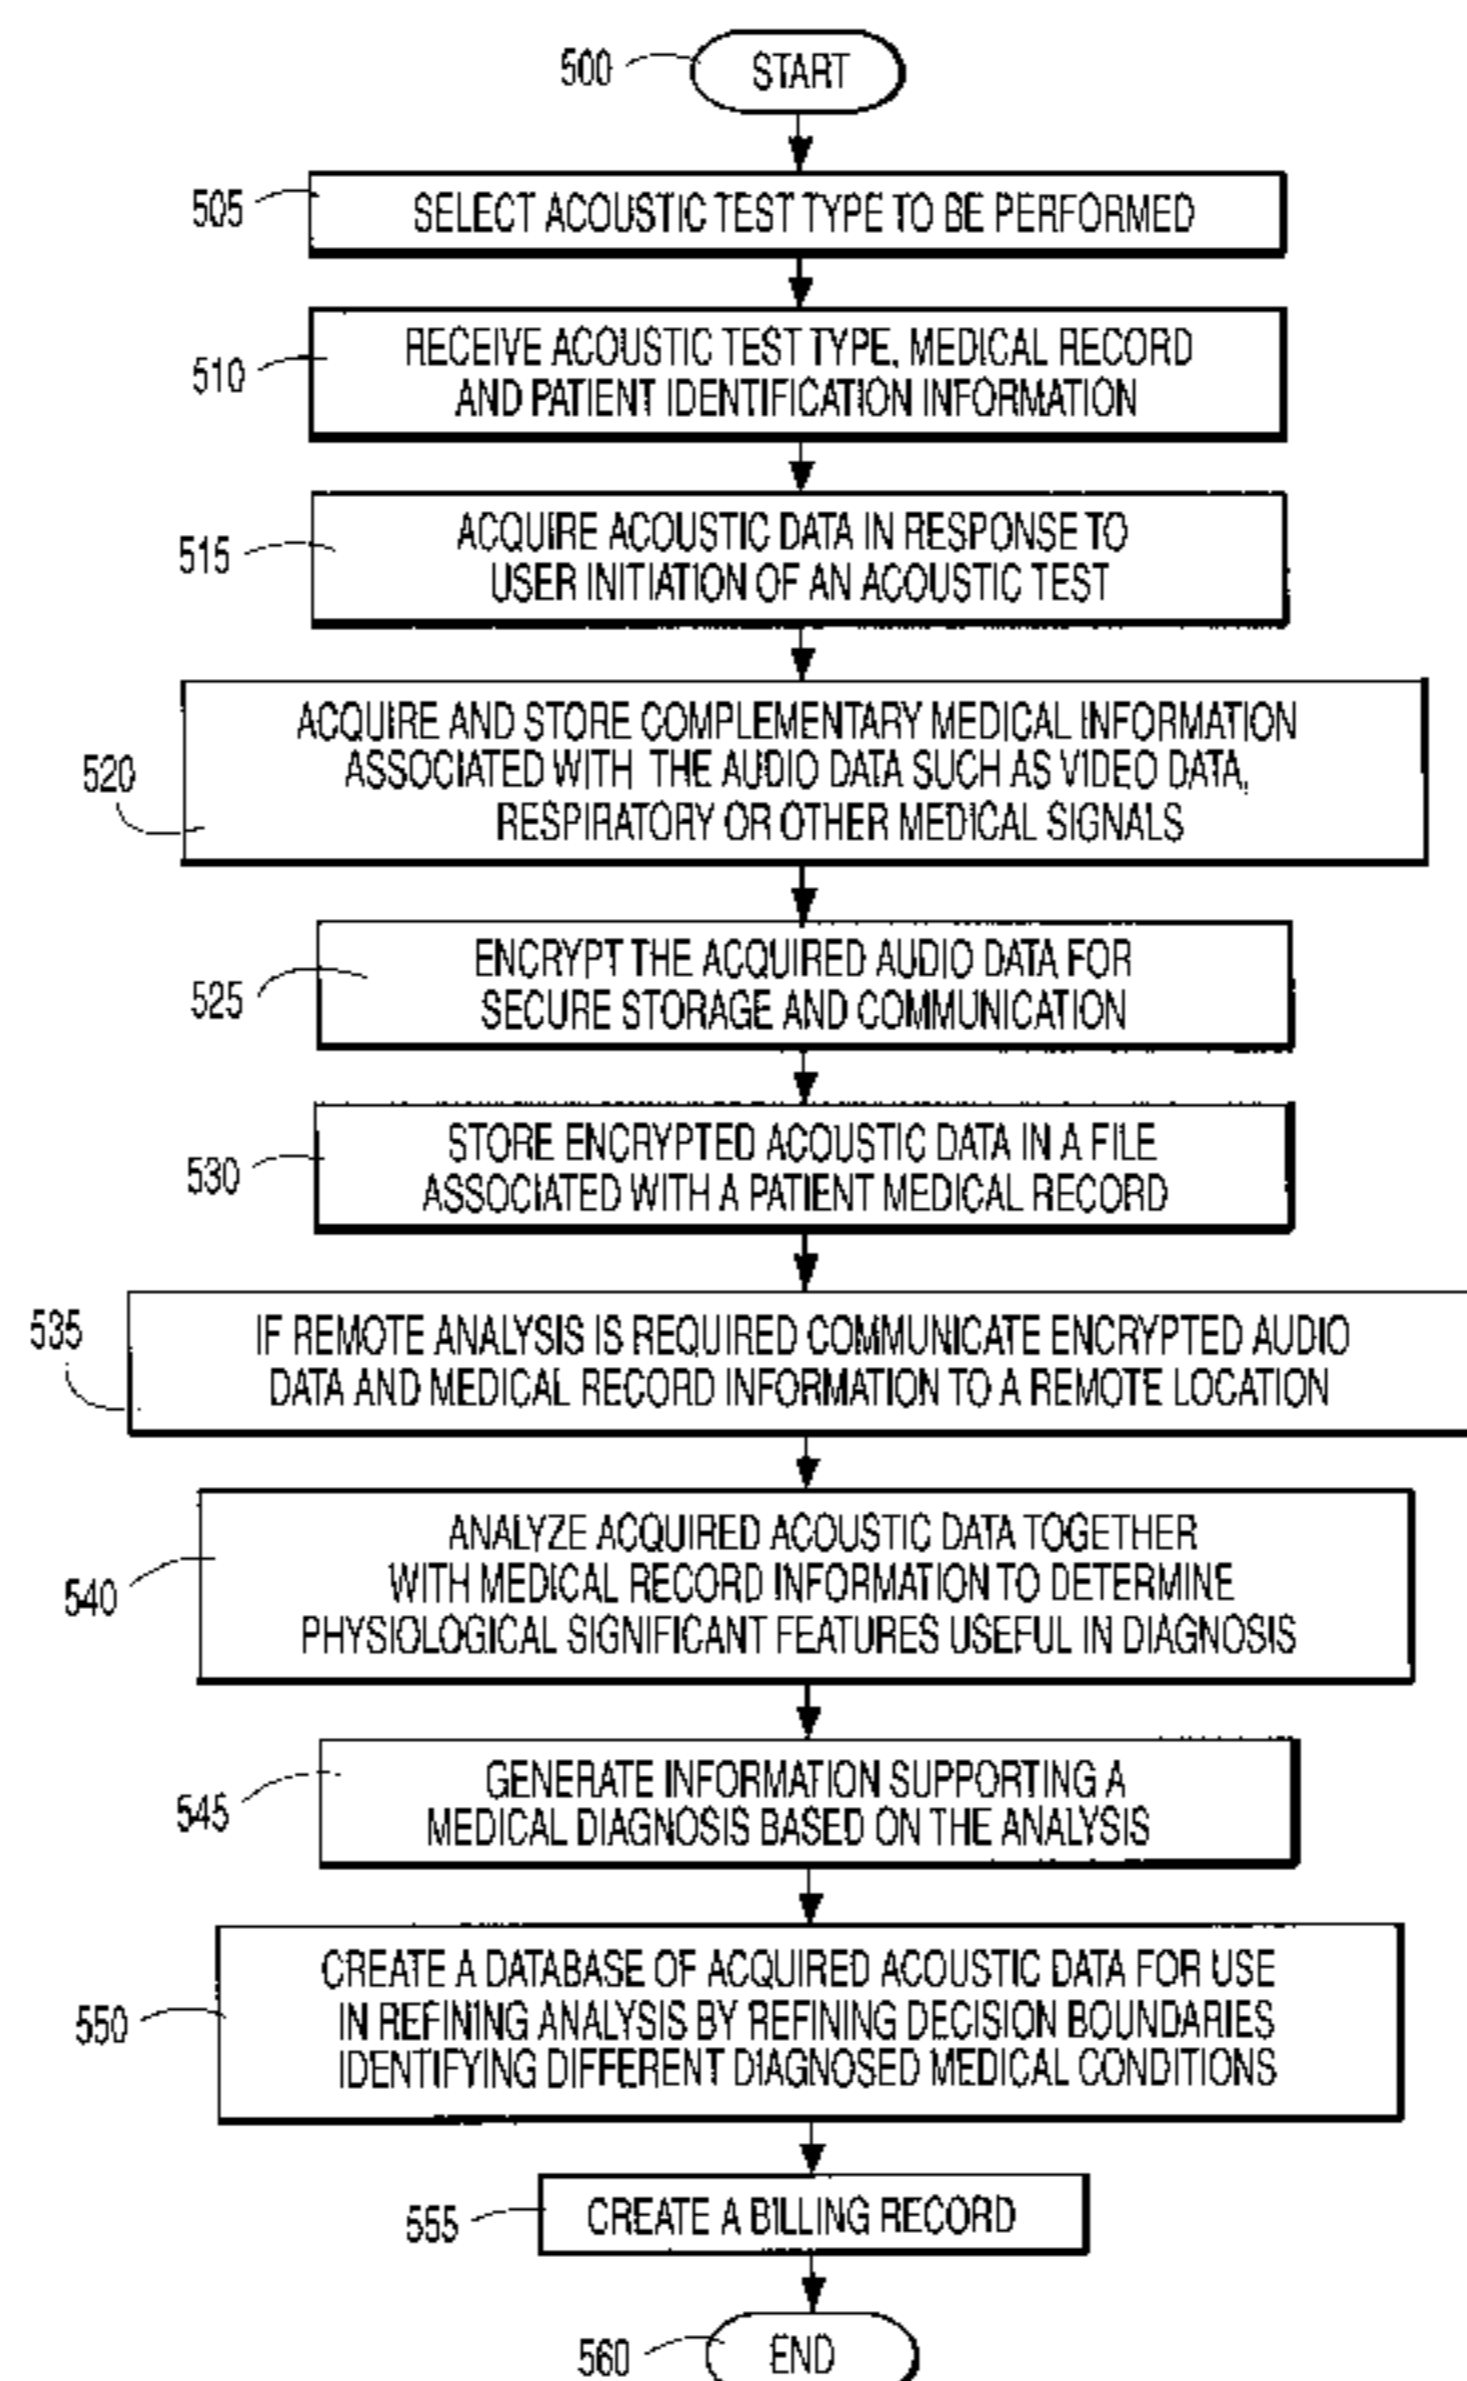 500
START
505
SELECT ACOUSTIC TEST TYPE TO BE PERFORMED
510
RECEIVE ACOUSTIC TEST TYPE, MEDICAL RECORD
AND PATIENT IDENTIFICATION INFORMATION
515
ACQUIRE ACOUSTIC DATA IN RESPONSE TO
USER INITIATION OF AN ACOUSTIC TEST
520
ACQUIRE AND STORE COMPLEMENTARY MEDICAL INFORMATION
ASSOCIATED WITH THE AUDIO DATA SUCH AS VIDEO DATA,
RESPIRATORY OR OTHER MEDICAL SIGNALS
525
ENCRYPT THE ACQUIRED AUDIO DATA FOR
SECURE STORAGE AND COMMUNICATION
530
STORE ENCRYPTED ACOUSTIC DATA IN A FILE
ASSOCIATED WITH A PATIENT MEDICAL RECORD
535
IF REMOTE ANALYSIS IS REQUIRED COMMUNICATE ENCRYPTED AUDIO
DATA AND MEDICAL RECORD INFORMATION TO A REMOTE LOCATION
540
ANALYZE ACQUIRED ACOUSTIC DATA TOGETHER
WITH MEDICAL RECORD INFORMATION TO DETERMINE
PHYSIOLOGICAL SIGNIFICANT FEATURES USEFUL IN DIAGNOSIS
545
GENERATE INFORMATION SUPPORTING A
MEDICAL DIAGNOSIS BASED ON THE ANALYSIS
550
CREATE A DATABASE OF ACQUIRED ACOUSTIC DATA FOR USE
IN REFINING ANALYSIS BY REFINING DECISION BOUNDARIES
IDENTIFYING DIFFERENT DIAGNOSED MEDICAL CONDITIONS
555
CREATE A BILLING RECORD
560
END